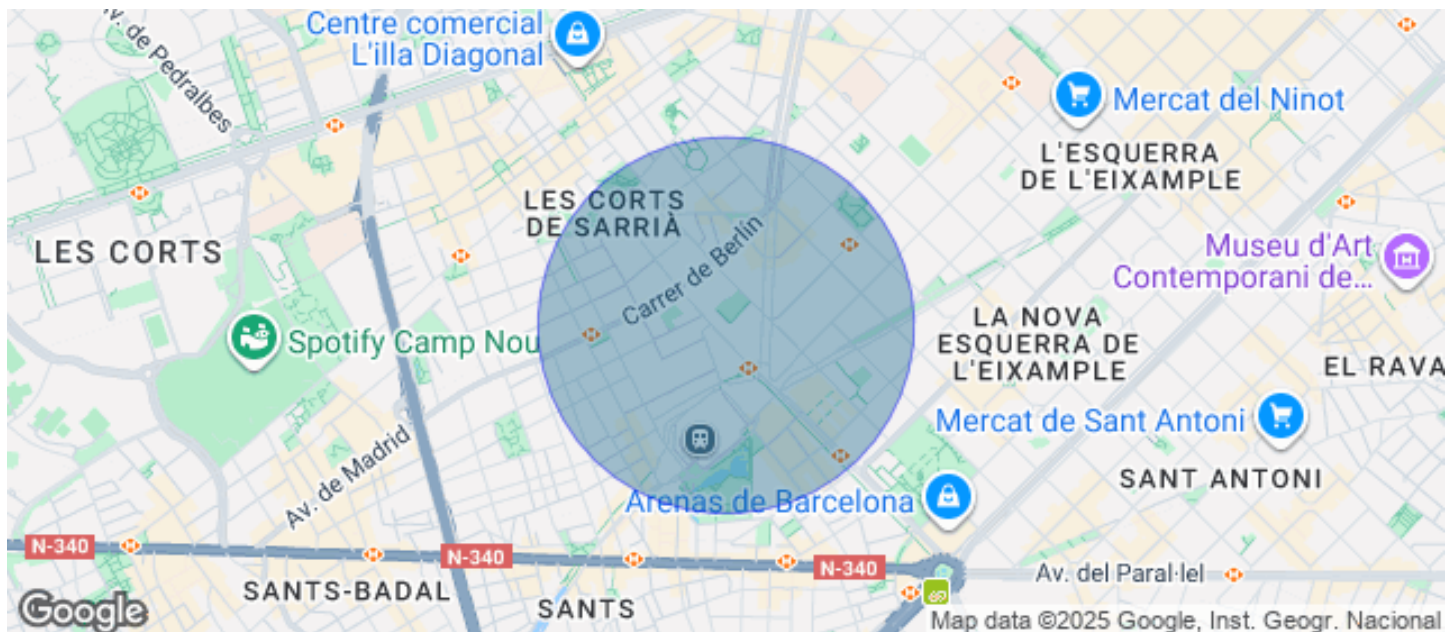 Centre comercial
L'illa Diagonal
Av. de Pedralbes
Mercat del Ninot
L'ESQUERRA
DE L'EIXAMPLE
LES CORTS
DE SARRIÀ
LES CORTS
Carrer de Berlin
Museu d'Art
Contemporani de...
Spotify Camp Nou
LA NOVA
ESQUERRA DE
L'EIXAMPLE
EL RAVA
Mercat de Sant Antoni
Av. de Madrid
SANT ANTONI
Arenas de Barcelona
N-340
N-340
N-340
Av. del Paral·lel
SANTS-BADAL
SANTS
Google
Map data ©2025 Google, Inst. Geogr. Nacional